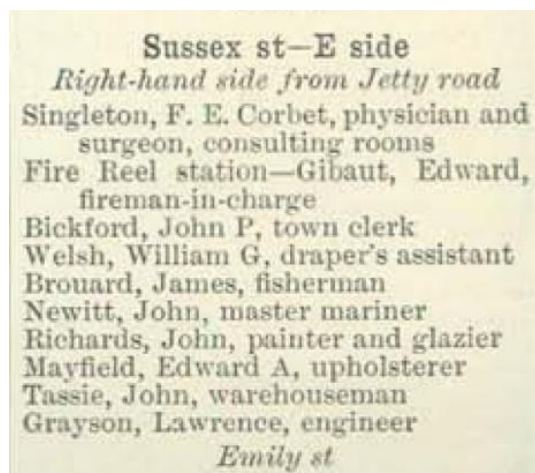 Sussex st—E side
Right-hand side from Jetty road
Singleton, F. E. Corbet, physician and
surgeon, consulting rooms
Fire Reel station—Gibaut, Edward,
fireman-in-charge
Bickford, John P, town clerk
Welsh, William G, draper's assistant
Brouard, James, fisherman
Newitt, John, master mariner
Richards, John, painter and glazier
Mayfield, Edward A, upholsterer
Tassie, John, warehouseman
Grayson, Lawrence, engineer
Emily st